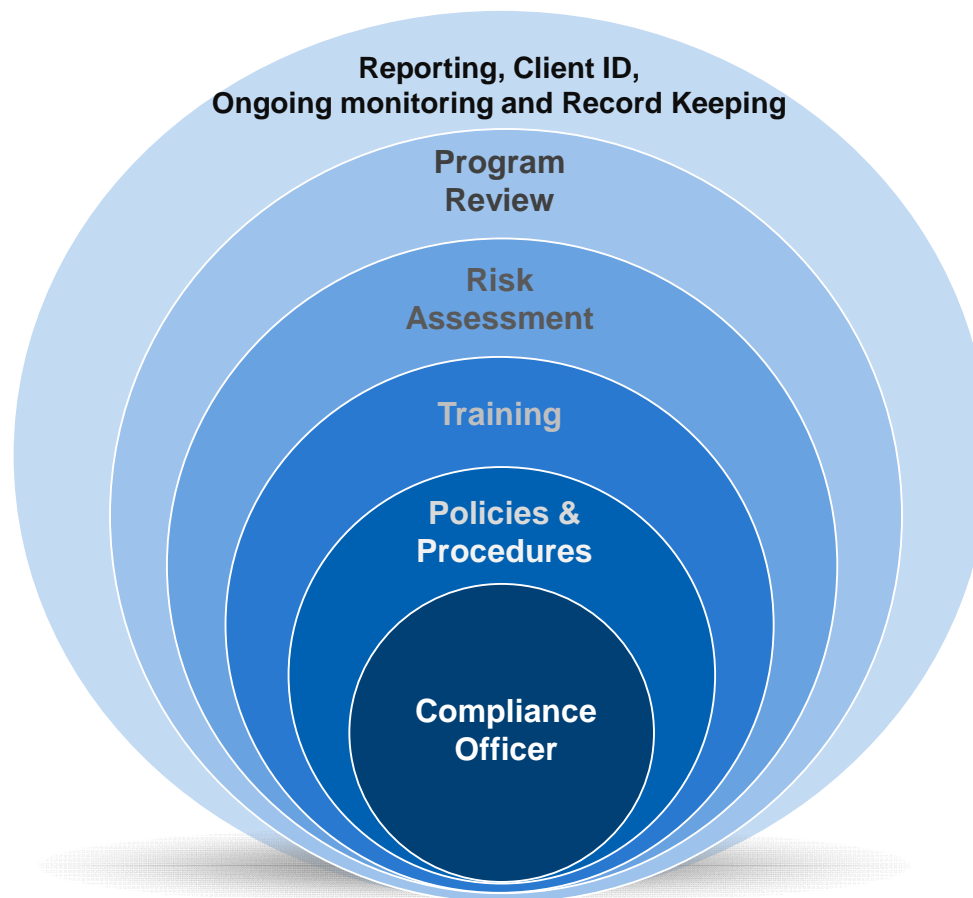 Reporting, Client ID,
Ongoing monitoring and Record Keeping
Program
Review
Risk
Assessment
Training
Policies &
Procedures
Compliance
Officer